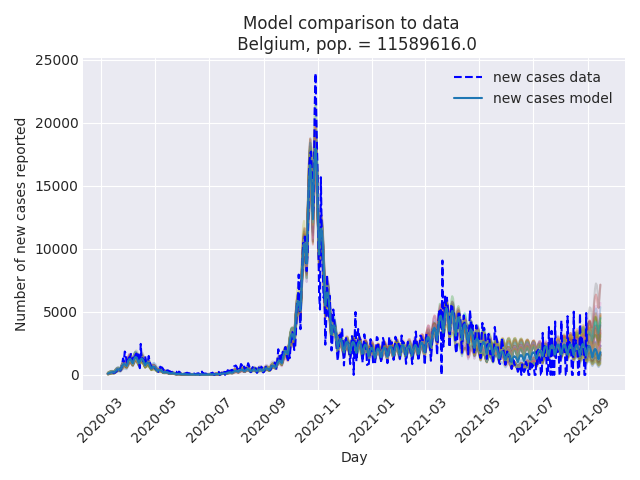 Model comparison to data
Belgium, pop. = 11589616.0
new cases data
new cases model
Number of new cases reported
25000
20000
15000
10000
5000
0
2020-03
2020-05
2020-07
2020-09
2020-11
2021-01
2021-03
2021-05
2021-07
2021-09
Day